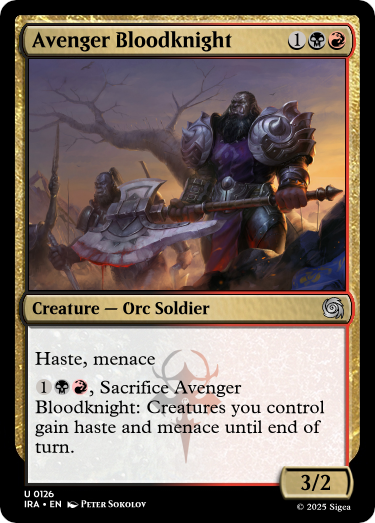 Avenger Bloodknight 1
Creature — Orc Soldier
Haste, menace
1, Sacrifice Avenger
Bloodknight: Creatures you control
gain haste and menace until end of
turn.
3/2
U 0126
IRA • EN Peter Sokolov
© 2025 Sigea